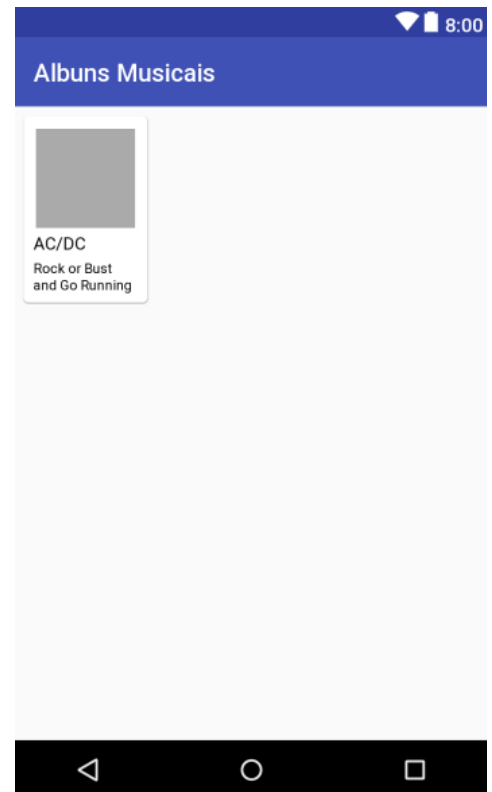 8:00
Albuns Musicais
AC/DC
Rock or Bust
and Go Running